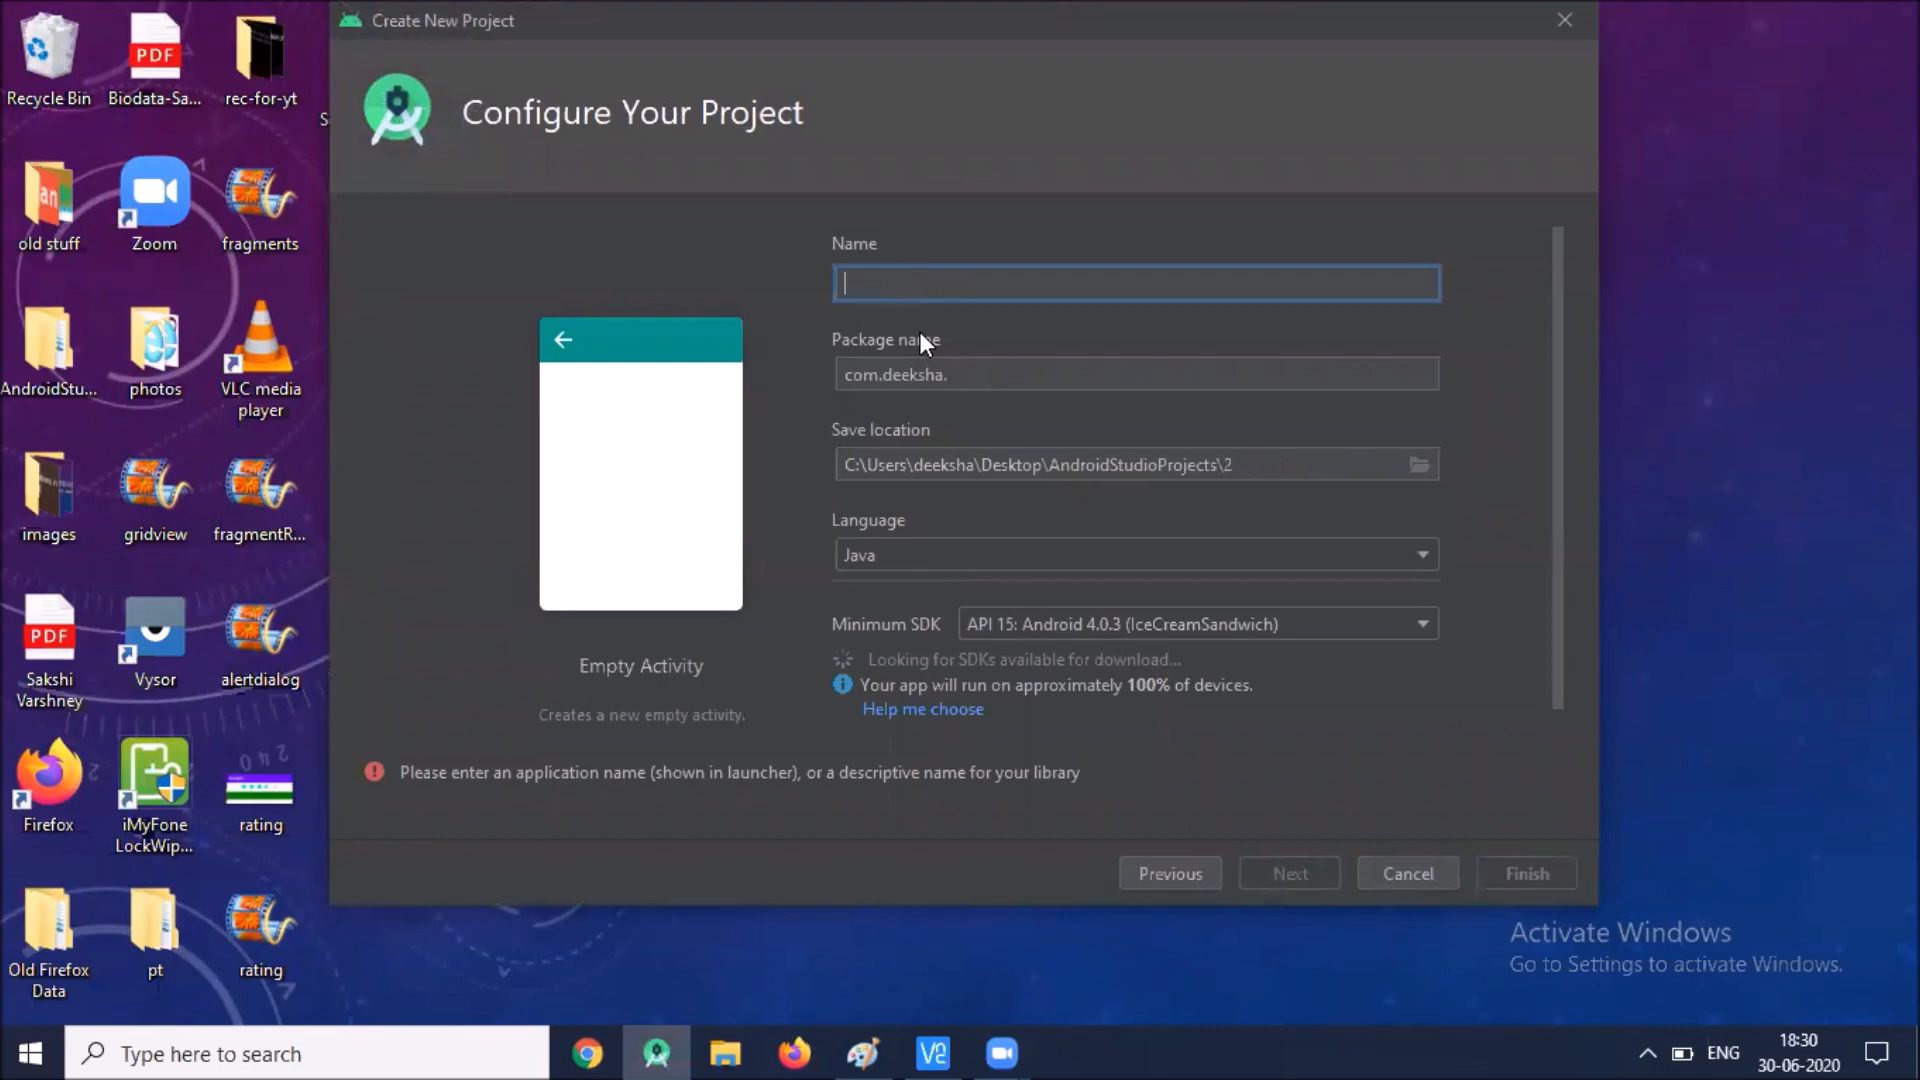 Create New Project
Configure Your Project
Name
Package name
com.deeksha.
Save location
C:\Users\deeksha\Desktop\AndroidStudioProjects\2
Language
Java
Minimum SDK
API 15: Android 4.0.3 (IceCreamSandwich)
Looking for SDKs available for download...
Your app will run on approximately 100% of devices.
Help me choose
Empty Activity
Creates a new empty activity.
Please enter an application name (shown in launcher), or a descriptive name for your library
Previous
Next
Cancel
Finish
Recycle Bin
PDF
Biodata-Sa...
rec-for-yt
S
an
old stuff
Zoom
fragments
AndroidStu...
photos
VLC media
player
images
gridview
fragmentR...
PDF
Sakshi
Varshney
Vysor
alertdialog
240
2
Firefox
iMyFone
LockWip...
rating
Old Firefox
Data
pt
rating
Activate Windows
Go to Settings to activate Windows.
Type here to search
ENG
18:30
30-06-2020